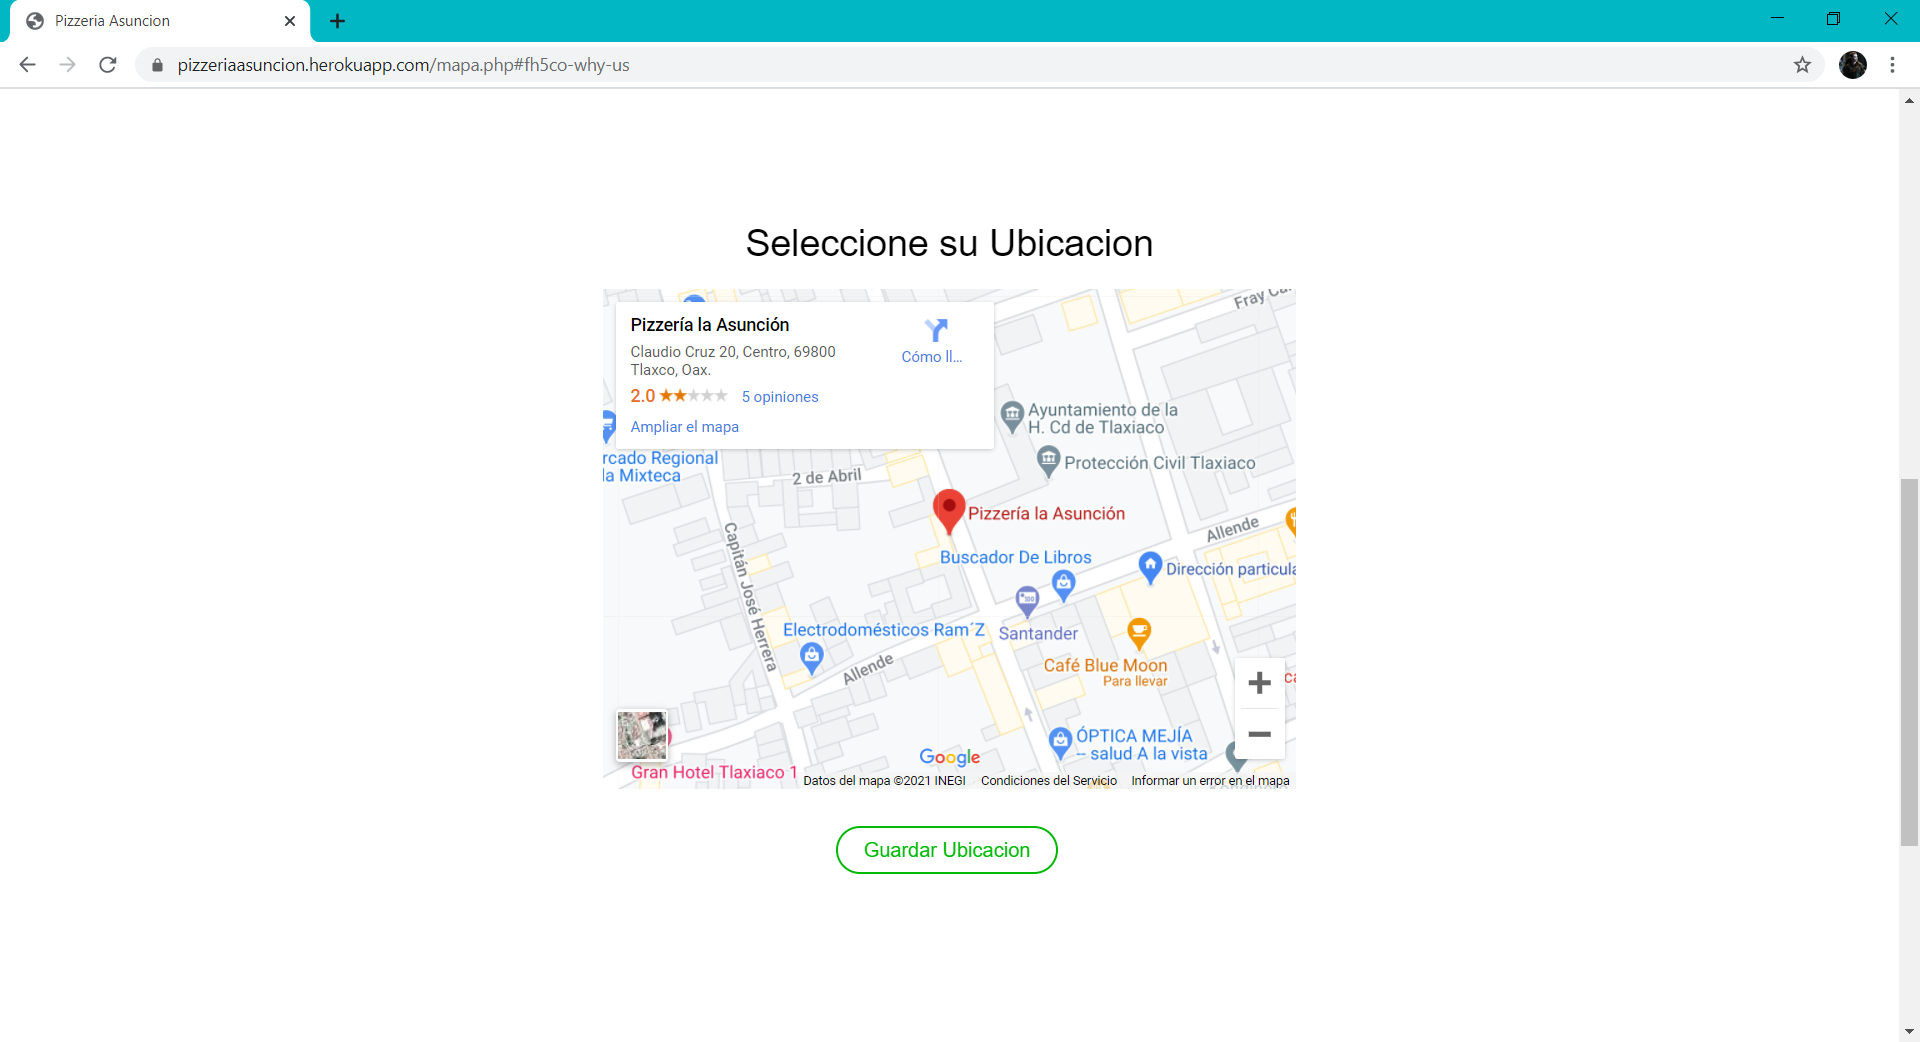 Pizzeria Asuncion
pizzeriaasuncion.herokuapp.com/mapa.php#fh5co-why-us
Seleccione su Ubicacion
Pizzería la Asunción
Claudio Cruz 20, Centro, 69800
Tlaxco, Oax.
2.0
5 opiniones
Ampliar el mapa
Cómo ll...
Fray
Ayuntamiento de la
H. Cd de Tlaxiaco
rcado Regional
la Mixteca
Protección Civil Tlaxiaco
2 de Abril
Pizzería la Asunción
Allende
Capitán José Herrera
Buscador De Libros
Dirección particula
100
Santander
Electrodomésticos Ram´Z
Café Blue Moon
Para llevar
Allende
ÓPTICA MEJÍA
-- salud A la vista
Google
Gran Hotel Tlaxiaco 1
Datos del mapa ©2021 INEGI
Condiciones del Servicio
Informar un error en el mapa
Guardar Ubicacion